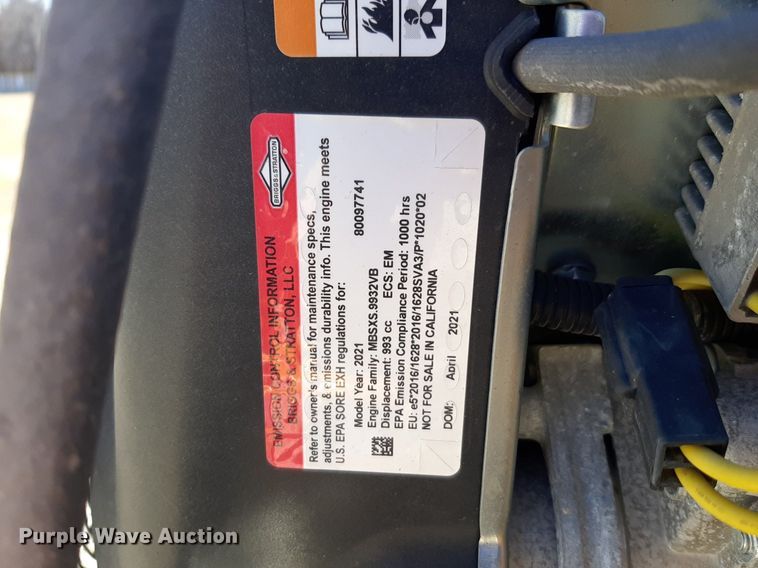 BRIGGS & STRATTON
EMISSION CONTROL INFORMATION
BRIGGS & STRATTON, LLC
Refer to owner's manual for maintenance specs,
adjustments, & emissions durability info. This engine meets
U.S. EPA SORE EXH regulations for:
Model Year: 2021 80097741
Engine Family: MBSXS.9932VB
Displacement: 993 cc ECS: EM
EPA Emission Compliance Period: 1000 hrs
EU: e5*2016/1628*2016/1628SVA3/P*1020*02
NOT FOR SALE IN CALIFORNIA
DOM: April 2021
Purple Wave Auction